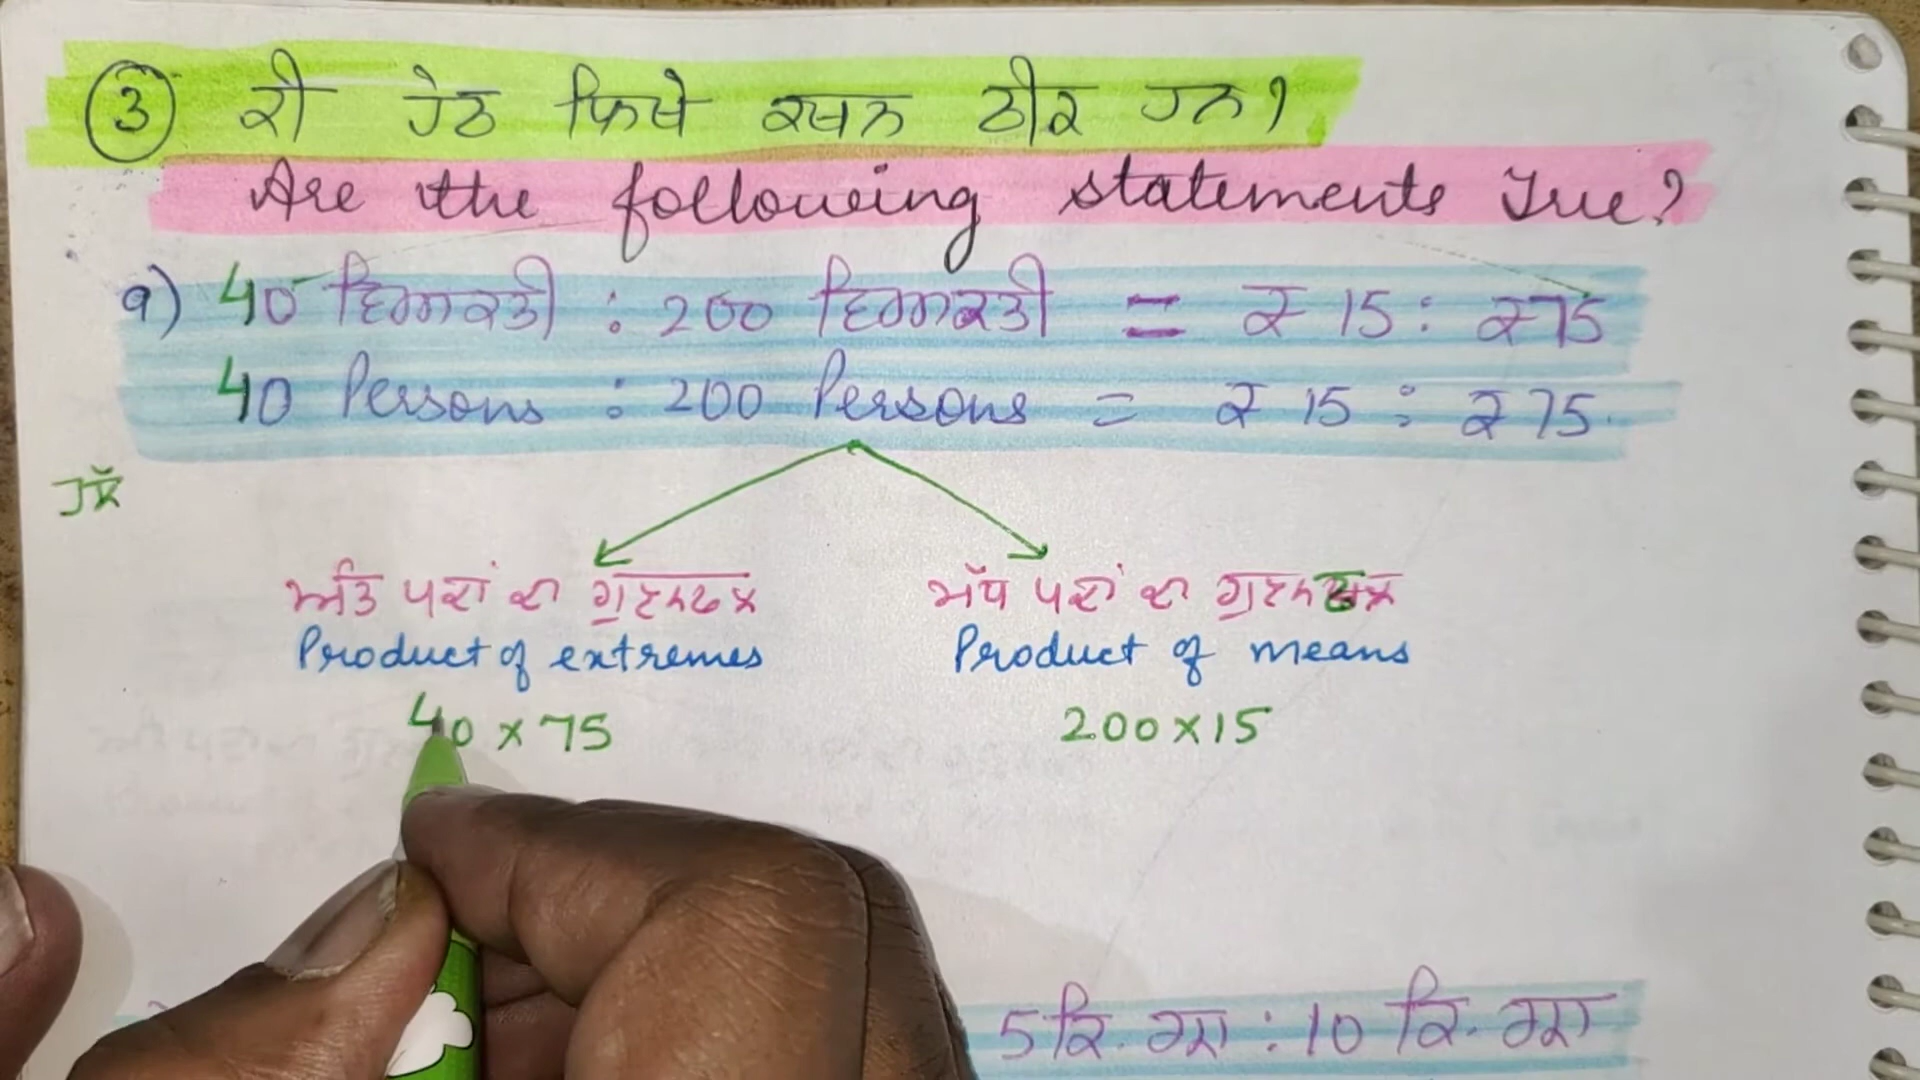 ③ ਕੀ ਹੇਠ ਲਿਖੇ ਕਥਨ ਠੀਕ ਹਨ?
Are the following statements True?
a) 40 ਵਿਅਕਤੀ : 200 ਵਿਅਕਤੀ = ₹ 15 : ₹75
40 Persons : 200 Persons = ₹ 15 : ₹ 75.
ਹੱਲ
ਅੰਤ ਪਦਾਂ ਦਾ ਗੁਣਨਫਲ ਮੱਧ ਪਦਾਂ ਦਾ ਗੁਣਨਫਲ
Product of extremes Product of means
40 x 75 200 x 15
5 ਕਿ. ਗ੍ਰਾ : 10 ਕਿ. ਗ੍ਰਾ